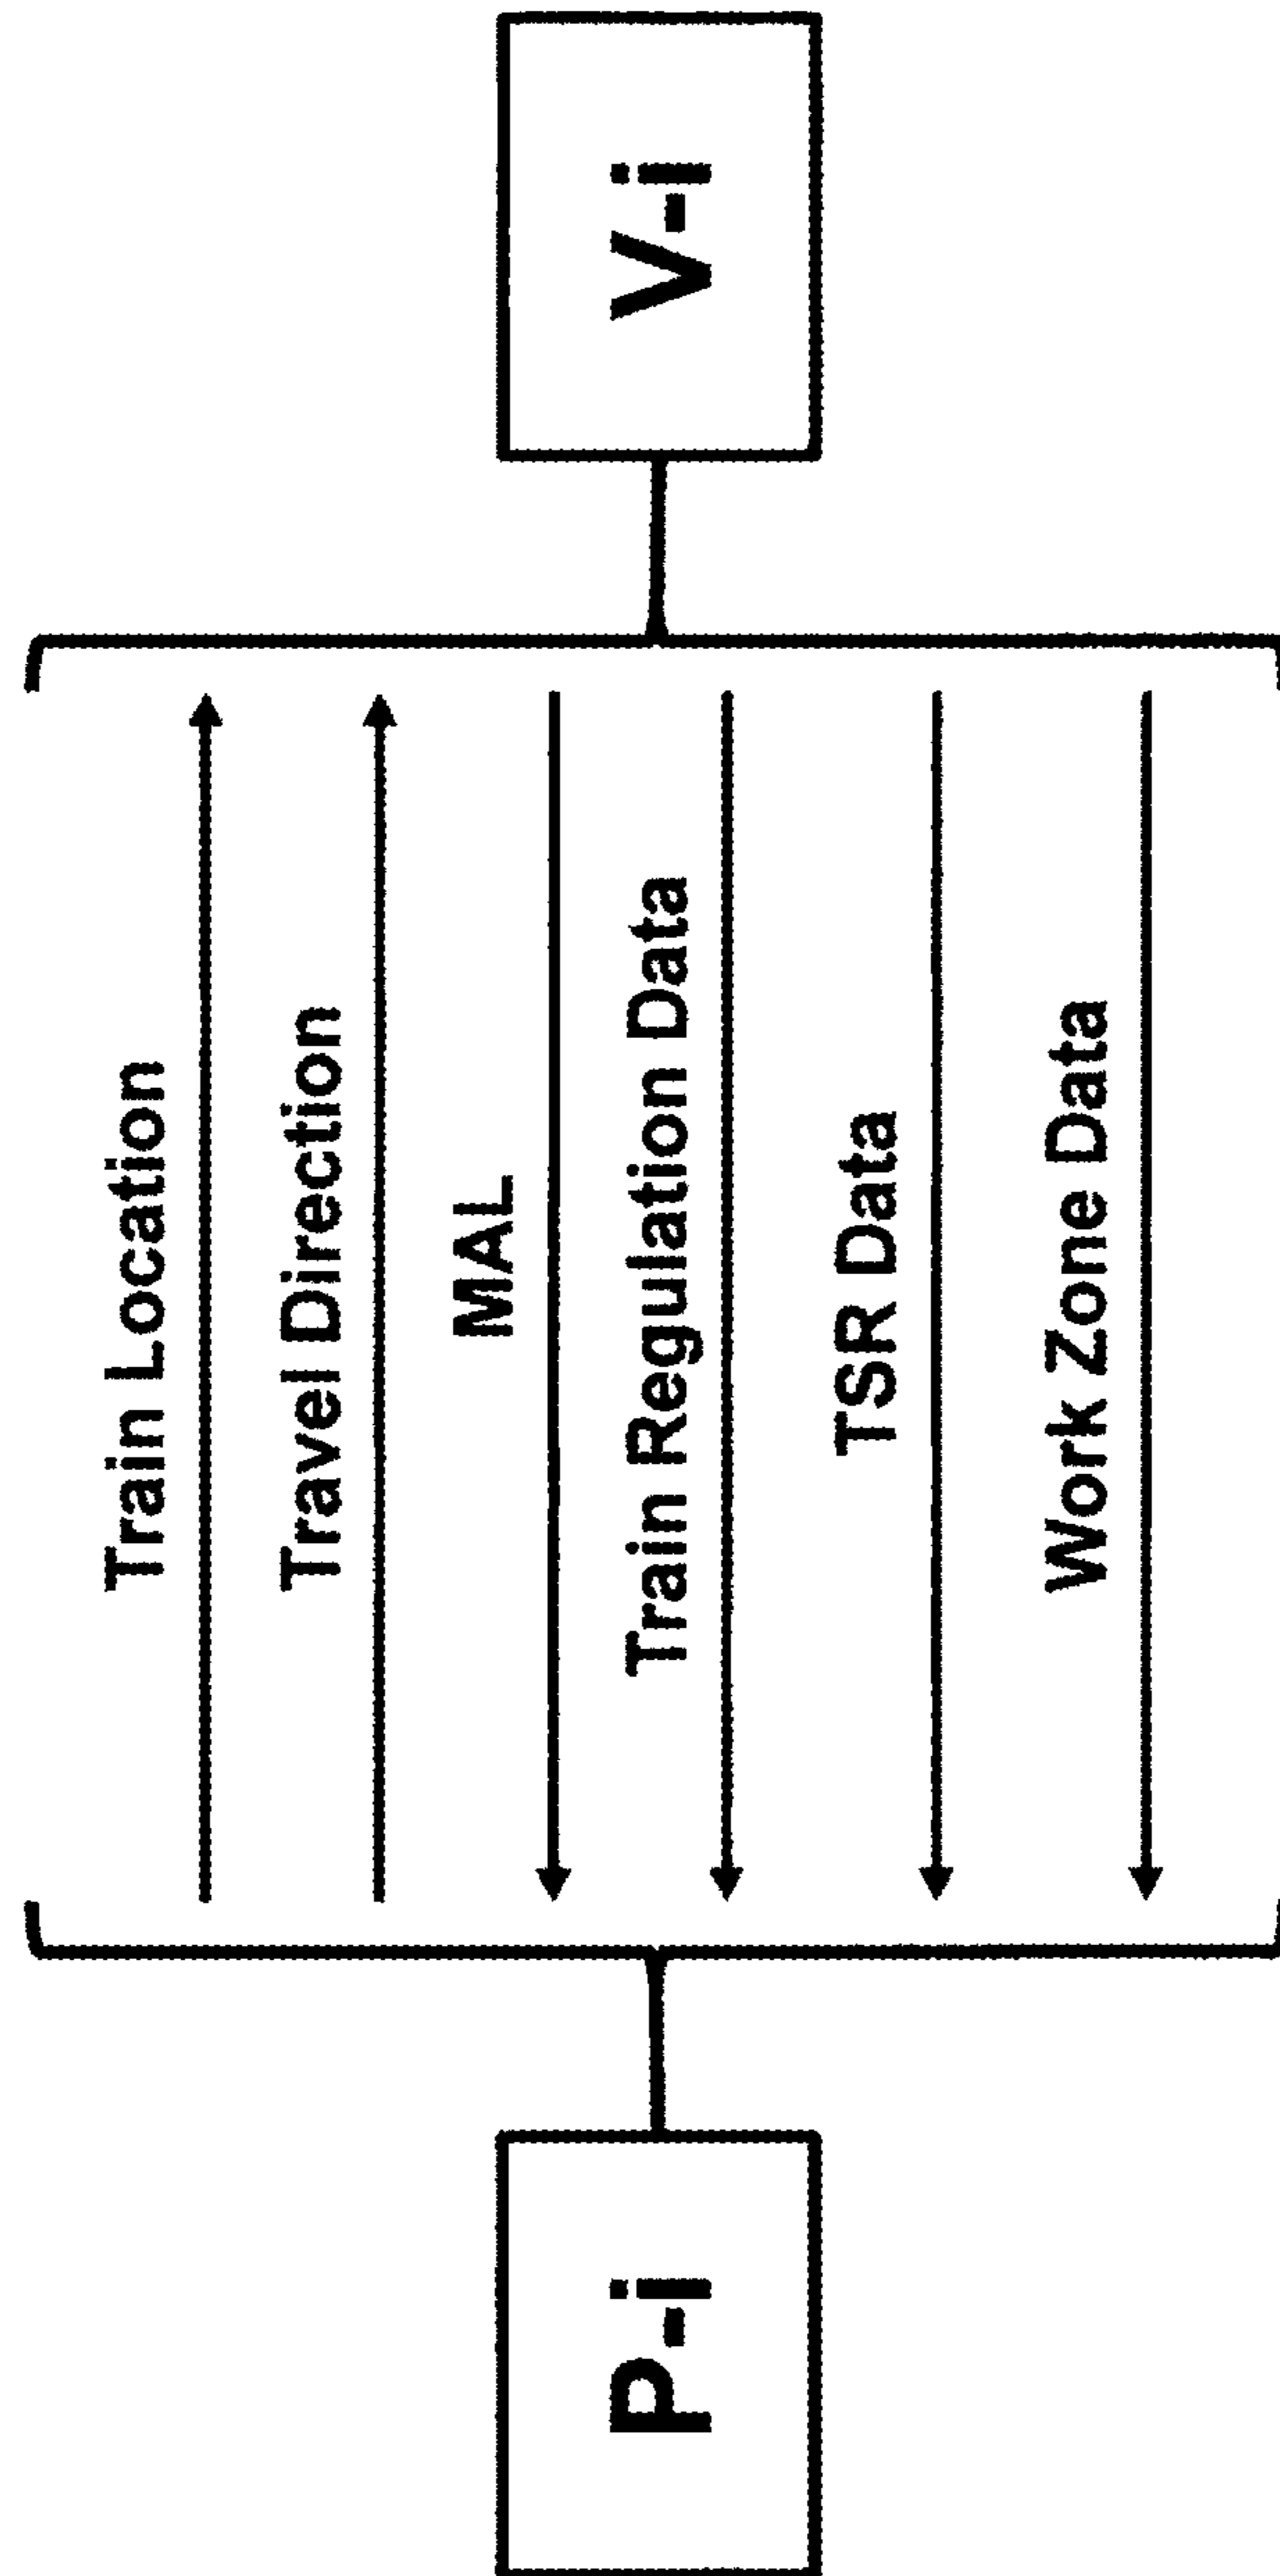 P-i
Train Location
Travel Direction
MAL
Train Regulation Data
TSR Data
Work Zone Data
V-i